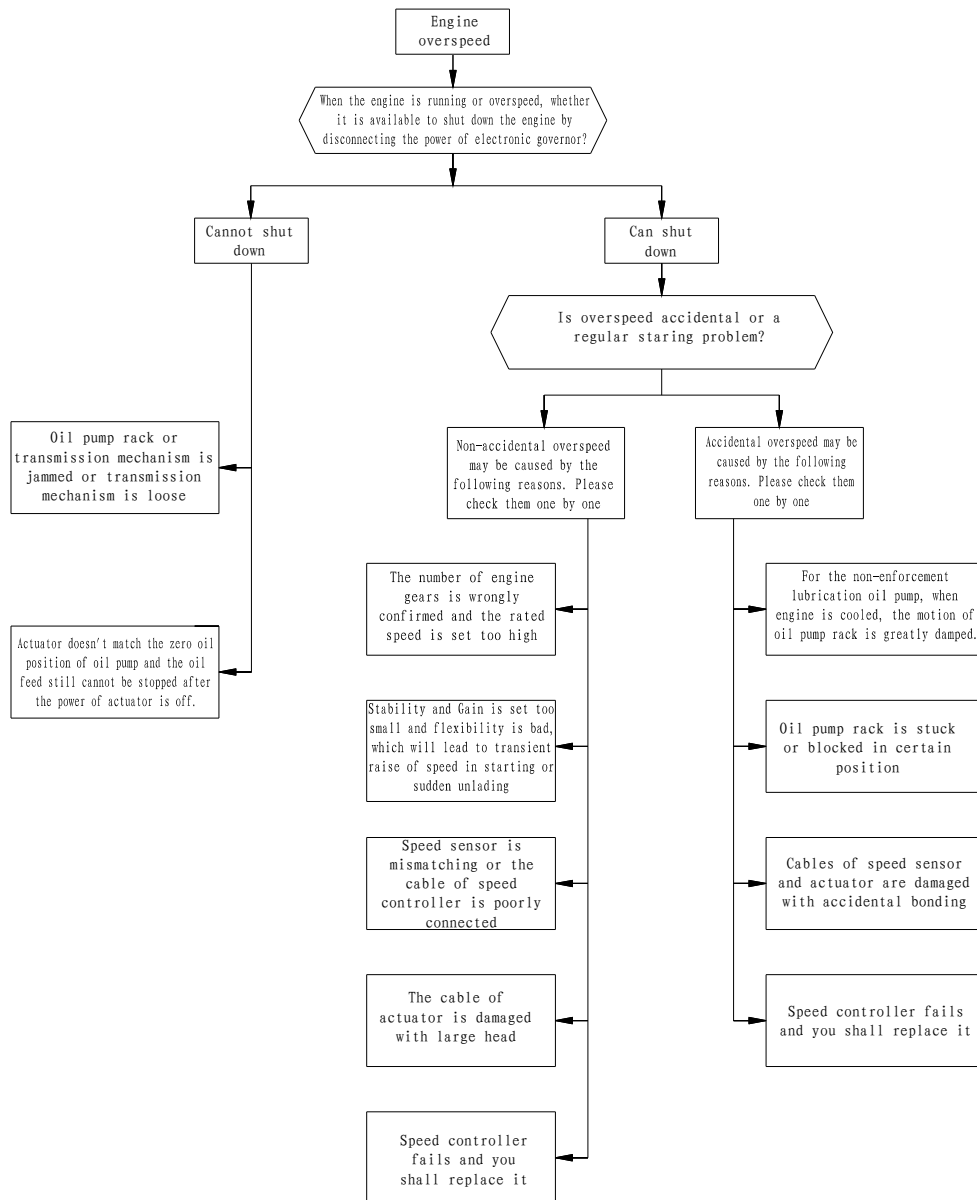 Engine
overspeed
When the engine is running or overspeed, whether
it is available to shut down the engine by
disconnecting the power of electronic governor?
Cannot shut
down
Can shut
down
Is overspeed accidental or a
regular staring problem?
Oil pump rack or
transmission mechanism is
jammed or transmission
mechanism is loose
Actuator doesn't match the zero oil
position of oil pump and the oil
feed still cannot be stopped after
the power of actuator is off.
Non-accidental overspeed
may be caused by the
following reasons. Please
check them one by one
The number of engine
gears is wrongly
confirmed and the rated
speed is set too high
Stability and Gain is set too
small and flexibility is bad,
which will lead to transient
raise of speed in starting or
sudden unlading
Speed sensor is
mismatching or the
cable of speed
controller is poorly
connected
The cable of
actuator is damaged
with large head
Speed controller
fails and you
shall replace it
Accidental overspeed may be
caused by the following
reasons. Please check them
one by one
For the non-enforcement
lubrication oil pump, when
engine is cooled, the motion of
oil pump rack is greatly damped.
Oil pump rack is stuck
or blocked in certain
position
Cables of speed sensor
and actuator are damaged
with accidental bonding
Speed controller fails
and you shall replace it